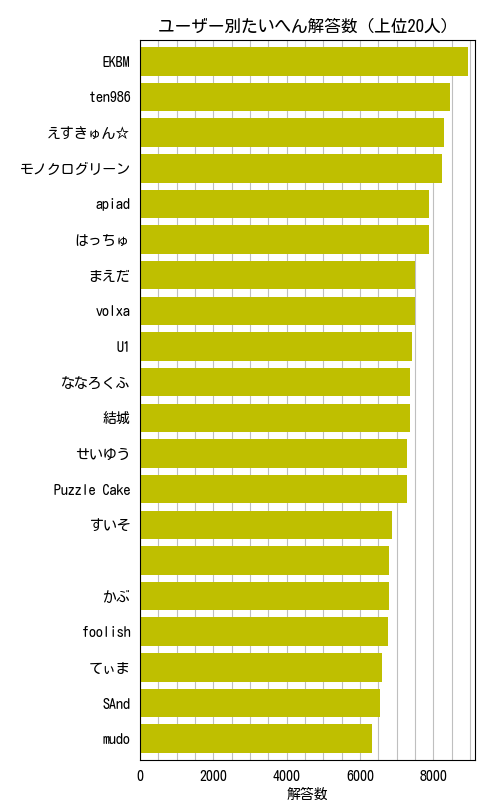 ユーザー別たいへん解答数（上位20人）
EKBM
ten986
えすきゅん☆
モノクログリーン
apiad
はっちゅ
まえだ
volxa
U1
ななろくふ
結城
せいゆう
Puzzle Cake
すいそ
かぶ
foolish
てぃま
SAnd
mudo
0 2000 4000 6000 8000
解答数